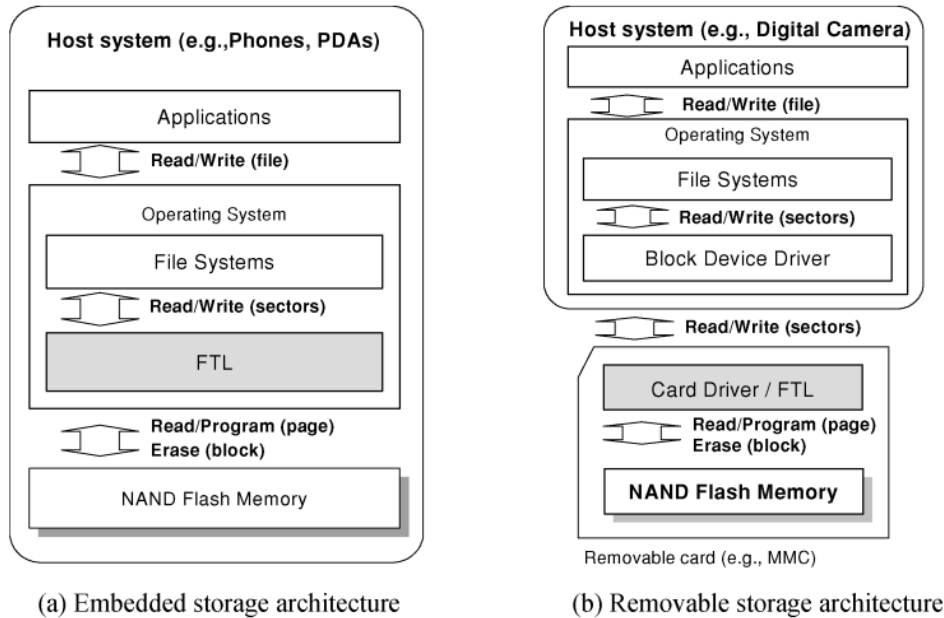 Host system (e.g.,Phones, PDAs)
Applications
Read/Write (file)
Operating System
File Systems
Read/Write (sectors)
FTL
Read/Program (page)
Erase (block)
NAND Flash Memory
(a) Embedded storage architecture
Host system (e.g., Digital Camera)
Applications
Read/Write (file)
Operating System
File Systems
Read/Write (sectors)
Block Device Driver
Read/Write (sectors)
Card Driver / FTL
Read/Program (page)
Erase (block)
NAND Flash Memory
Removable card (e.g., MMC)
(b) Removable storage architecture